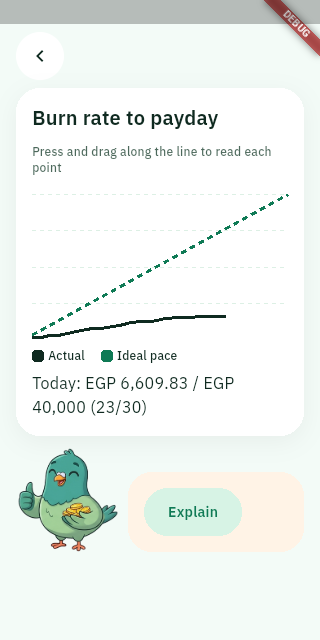 DEBUG
Burn rate to payday
Press and drag along the line to read each
point
Actual
Ideal pace
Today: EGP 6,609.83 / EGP
40,000 (23/30)
Explain